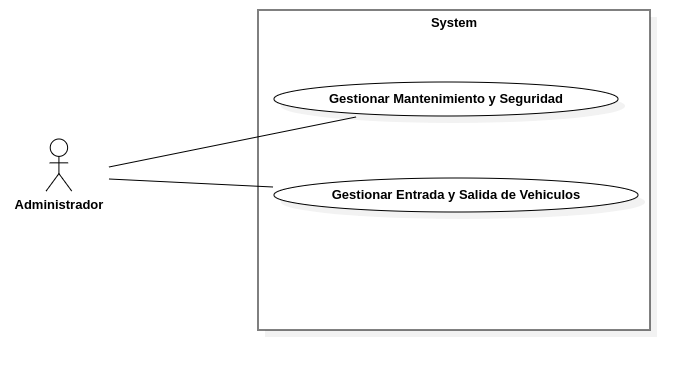 System
Gestionar Mantenimiento y Seguridad
Gestionar Entrada y Salida de Vehiculos
Administrador